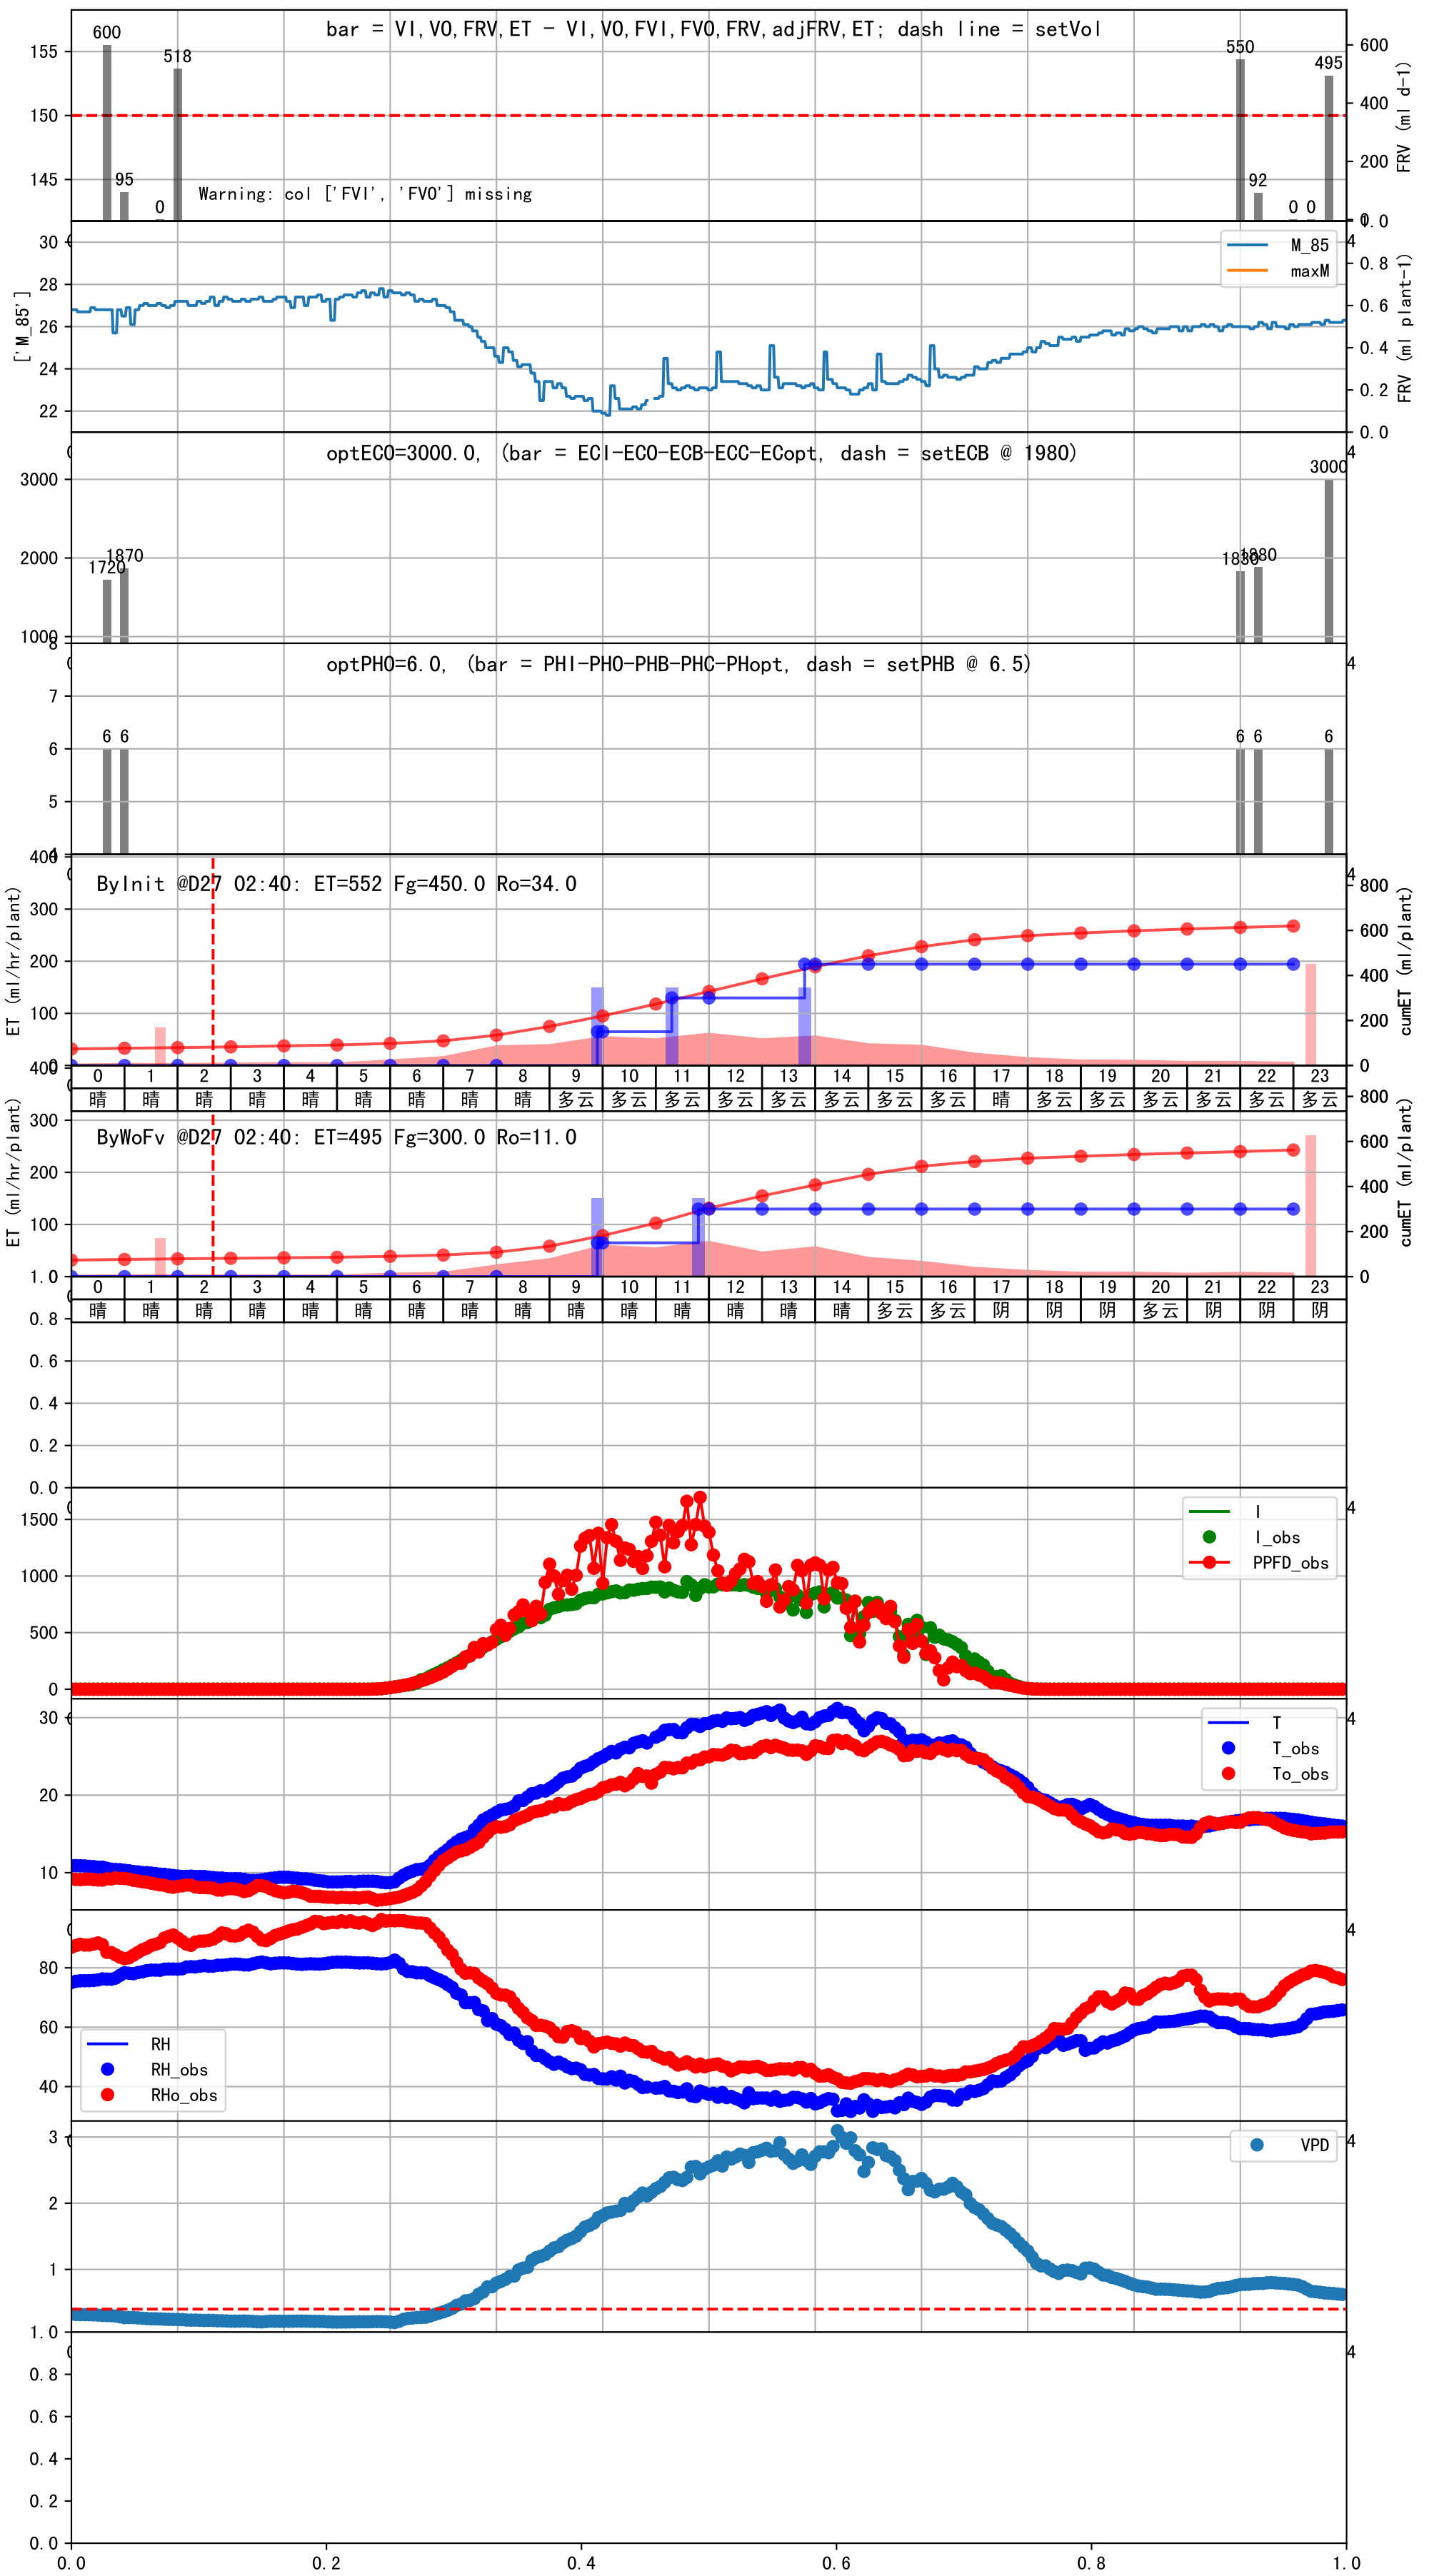 bar = VI,VO,FRV,ET - VI,VO,FVI,FVO,FRV,adjFRV,ET; dash line = setVol
600
518
550
495
95
0
92
0 0
155
150
145
600
400
200
FRV (ml d-1)
Warning: col ['FVI', 'FVO'] missing
1.0
M_85
maxM
['M_85']
30
28
26
24
22
0.8
0.6
0.4
0.2
0.0
FRV (ml plant-1)
optECO=3000.0, (bar = ECI-ECO-ECB-ECC-ECopt, dash = setECB @ 1980)
3000
2000
1000
1720
1870
1830
1880
3000
optPHO=6.0, (bar = PHI-PHO-PHB-PHC-PHopt, dash = setPHB @ 6.5)
8
7
6
5
4
6 6
6 6
6
ByInit @D27 02:40: ET=552 Fg=450.0 Ro=34.0
ET (ml/hr/plant)
400
300
200
100
0
800
600
400
200
0
cumET (ml/plant)
0 1 2 3 4 5 6 7 8 9 10 11 12 13 14 15 16 17 18 19 20 21 22 23
晴 晴 晴 晴 晴 晴 晴 晴 晴 多云 多云 多云 多云 多云 多云 多云 多云 晴 多云 多云 多云 多云 多云 多云
ByWoFv @D27 02:40: ET=495 Fg=300.0 Ro=11.0
ET (ml/hr/plant)
400
300
200
100
800
600
400
200
0
cumET (ml/plant)
0 1 2 3 4 5 6 7 8 9 10 11 12 13 14 15 16 17 18 19 20 21 22 23
晴 晴 晴 晴 晴 晴 晴 晴 晴 晴 晴 晴 晴 晴 晴 多云 多云 阴 阴 阴 多云 阴 阴 阴
1.0
0.8
0.6
0.4
0.2
0.0
I
I_obs
PPFD_obs
1500
1000
500
0
T
T_obs
To_obs
30
20
10
RH
RH_obs
RHo_obs
80
60
40
VPD
3
2
1
1.0
0.8
0.6
0.4
0.2
0.0
0.0 0.2 0.4 0.6 0.8 1.0